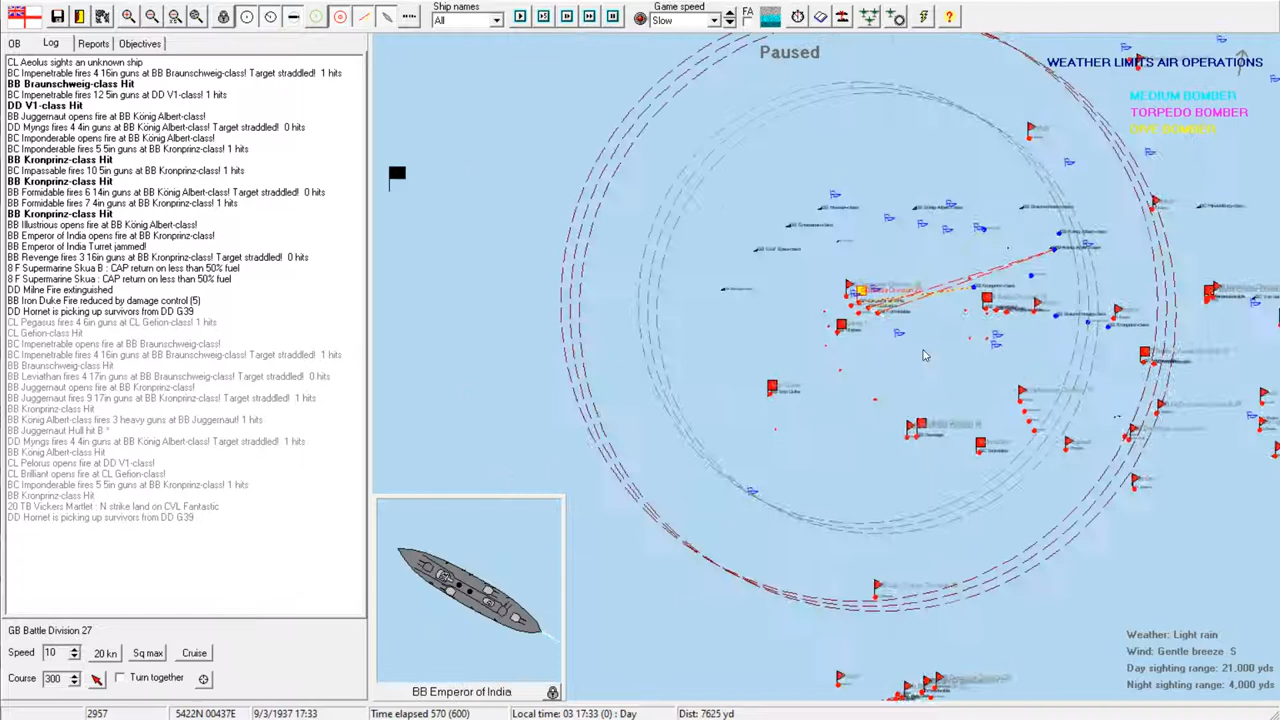 Ship names
All
Game speed
Slow
FA
OB
Log
Reports
Objectives
CL Aeolus sights an unknown ship
BC Impenetrable fires 4 16in guns at BB Braunschweig-class! Target straddled!  1 hits
BB Braunschweig-class Hit
BC Impenetrable fires 12 5in guns at DD V1-class! 1 hits
DD V1-class Hit
BB Juggernaut opens fire at BB König Albert-class!
DD Myngs fires 4 4in guns at BB König Albert-class! Target straddled!  0 hits
BC Imponderable opens fire at BB König Albert-class!
BC Imponderable fires 5 5in guns at BB Kronprinz-class! 1 hits
BB Kronprinz-class Hit
BC Impassable fires 10 5in guns at BB Kronprinz-class! 1 hits
BB Kronprinz-class Hit
BB Formidable fires 6 14in guns at BB König Albert-class! Target straddled!  0 hits
BB Formidable fires 7 4in guns at BB Kronprinz-class! 1 hits
BB Kronprinz-class Hit
BB Illustrious opens fire at BB König Albert-class!
BB Emperor of India opens fire at BB Kronprinz-class!
BB Emperor of India Turret jammed!
BB Revenge fires 3 16in guns at BB Kronprinz-class! Target straddled!  0 hits
8 F Supermarine Skua B : CAP return on less than 50% fuel
8 F Supermarine Skua : CAP return on less than 50% fuel
DD Milne Fire extinguished
BB Iron Duke Fire reduced by damage control [5]
DD Hornet is picking up survivors from DD G39
CL Pegasus fires 4 6in guns at CL Gefion-class! 1 hits
CL Gefion-class Hit
BC Impenetrable opens fire at BB Braunschweig-class!
BC Impenetrable fires 4 16in guns at BB Braunschweig-class! Target straddled!  1 hits
BB Braunschweig-class Hit
BB Leviathan fires 4 17in guns at BB Braunschweig-class! Target straddled!  0 hits
BB Juggernaut opens fire at BB Kronprinz-class!
BB Juggernaut fires 9 17in guns at BB Kronprinz-class! Target straddled!  1 hits
BB Kronprinz-class Hit
BB König Albert-class fires 3 heavy guns at BB Juggernaut! 1 hits
BB Juggernaut Hull hit B *
DD Myngs fires 4 4in guns at BB König Albert-class! Target straddled!  1 hits
CL Pelorus opens fire at DD V1-class!
CL Brilliant opens fire at CL Gefion-class!
BC Imponderable fires 5 5in guns at BB Kronprinz-class! 1 hits
BB Kronprinz-class Hit
20 TB Vickers Martlet : N strike land on CVL Fantastic
DD Hornet is picking up survivors from DD G39
Paused
WEATHER LIMITS AIR OPERATIONS
MEDIUM BOMBER
TORPEDO BOMBER
DIVE BOMBER
Weather: Light rain
Wind: Gentle breeze  S
Day sighting range: 21,000 yds
Night sighting range: 4,000 yds
BB Emperor of India
GB Battle Division 27
Speed
10
20 kn
Sq max
Cruise
Course
300
Turn together
2957
5422N 00437E
9/3/1937 17:33
Time elapsed 570 (600)
Local time: 03 17:33 (0) : Day
Dist: 7625 yd